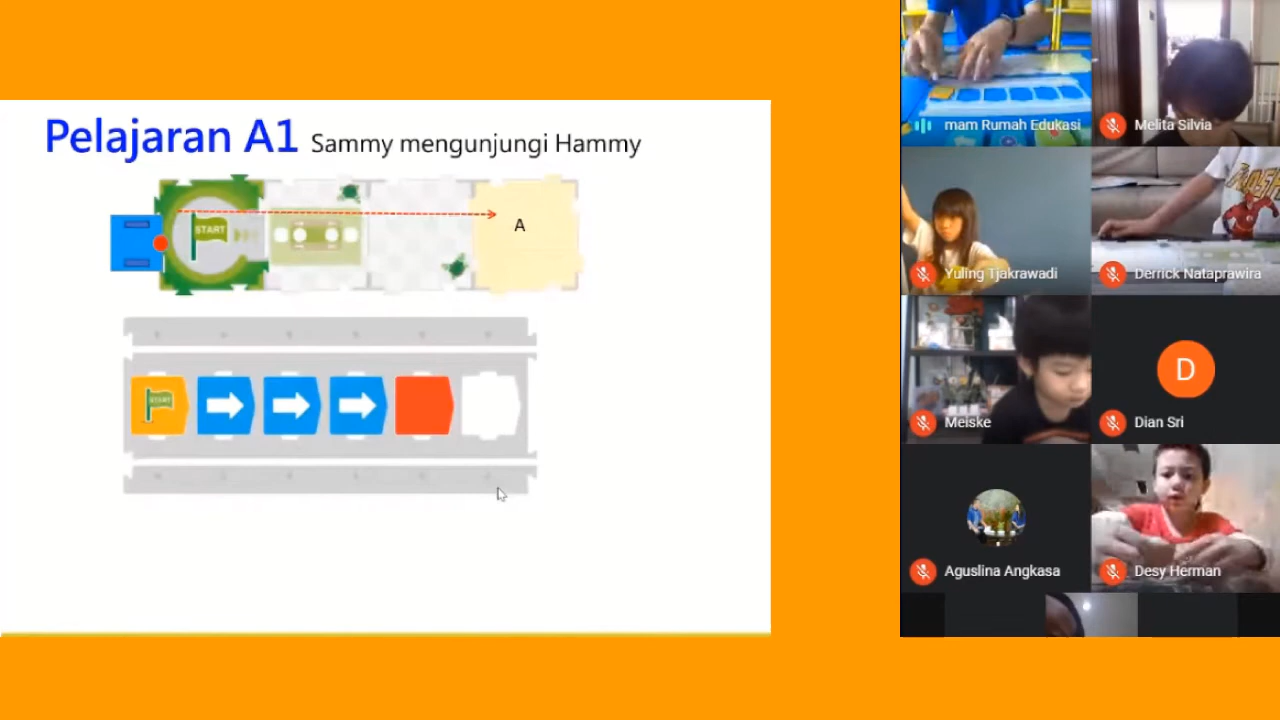 Pelajaran A1 Sammy mengunjungi Hammy
START
A
START
mam Rumah Edukasi
Melita Silvia
Yuling Tjakrawadi
Derrick Nataprawira
Meiske
D
Dian Sri
Aguslina Angkasa
Desy Herman